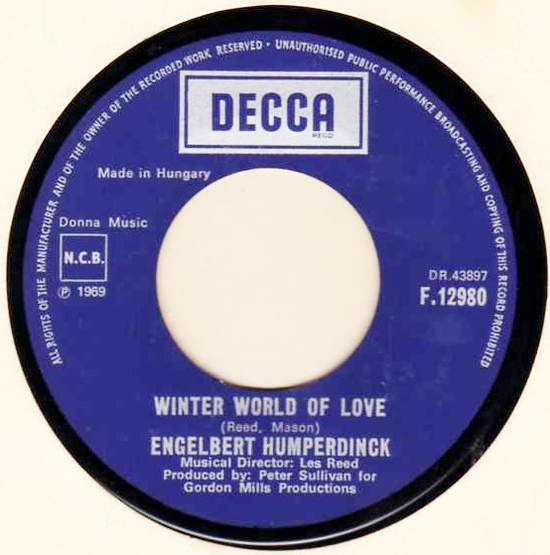 ALL RIGHTS OF THE MANUFACTURER AND OF THE OWNER OF THE RECORDED WORK RESERVED · UNAUTHORISED PUBLIC PERFORMANCE BROADCASTING AND COPYING OF THIS RECORD PROHIBITED
DECCA
REGD
Made in Hungary
Donna Music
N.C.B.
℗ 1969
DR.43897
F.12980
WINTER WORLD OF LOVE
(Reed, Mason)
ENGELBERT HUMPERDINCK
Musical Director: Les Reed
Produced by: Peter Sullivan for
Gordon Mills Productions